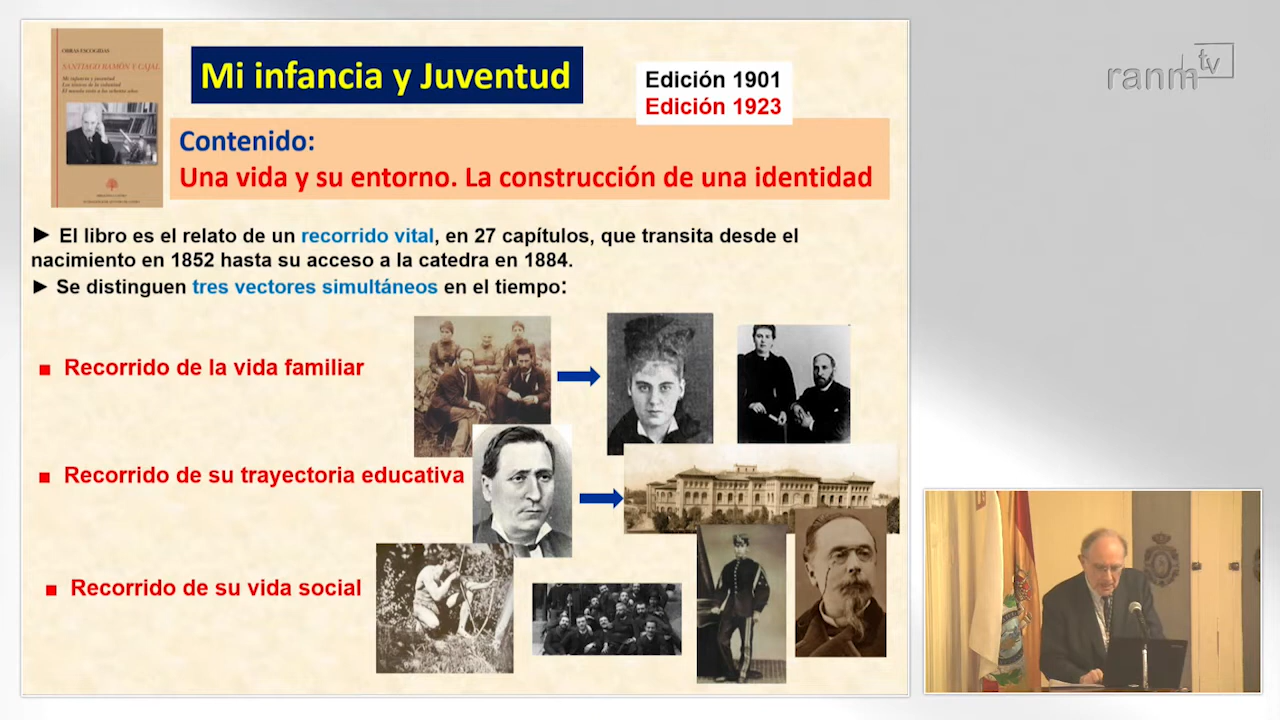 OBRAS ESCOGIDAS
SANTIAGO RAMÓN Y CAJAL
Mi infancia y juventud
Los tónicos de la voluntad
El mundo visto a los ochenta años
Mi infancia y Juventud
Edición 1901
Edición 1923
ranm tv
Contenido:
Una vida y su entorno. La construcción de una identidad
► El libro es el relato de un recorrido vital, en 27 capítulos, que transita desde el
nacimiento en 1852 hasta su acceso a la catedra en 1884.
► Se distinguen tres vectores simultáneos en el tiempo:
▪ Recorrido de la vida familiar
▪ Recorrido de su trayectoria educativa
▪ Recorrido de su vida social